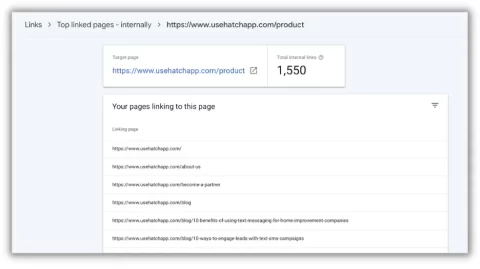 Links > Top linked pages - internally > https://www.usehatchapp.com/product
Target page
https://www.usehatchapp.com/product
Total internal links
1,550
Your pages linking to this page
Linking page
https://www.usehatchapp.com/
https://www.usehatchapp.com/about-us
https://www.usehatchapp.com/become-a-partner
https://www.usehatchapp.com/blog
https://www.usehatchapp.com/blog/10-benefits-of-using-text-messaging-for-home-improvement-companies
https://www.usehatchapp.com/blog/10-ways-to-engage-leads-with-text-sms-campaigns